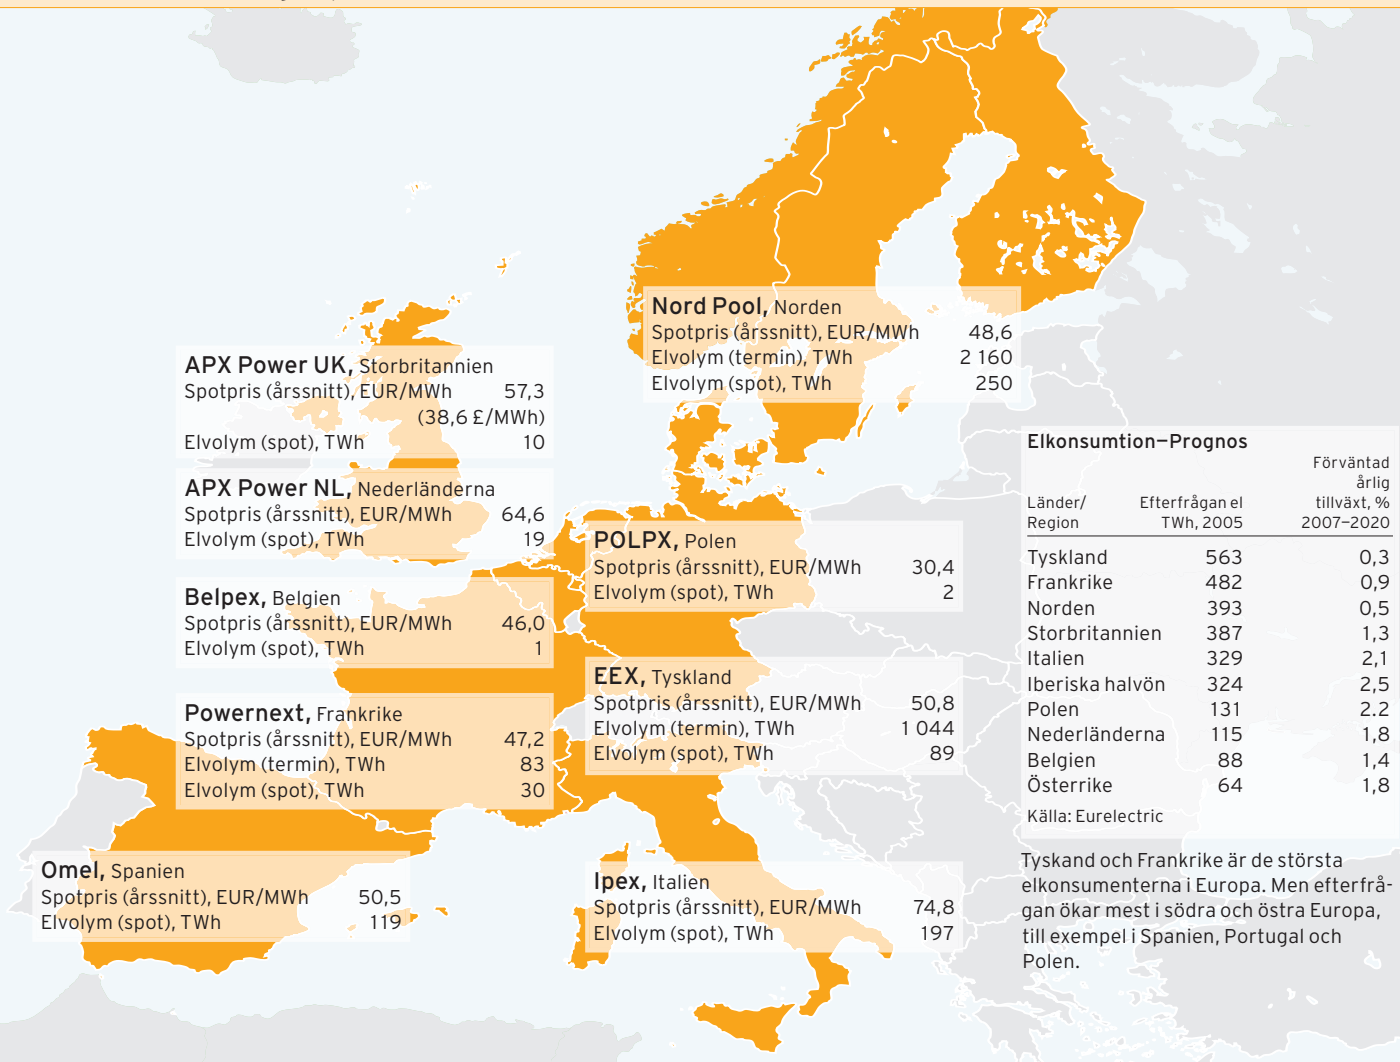 Nord Pool, Norden
Spotpris (årssnitt), EUR/MWh 48,6
Elvolym (termin), TWh 2 160
Elvolym (spot), TWh 250
APX Power UK, Storbritannien
Spotpris (årssnitt), EUR/MWh 57,3
(38,6 £/MWh)
Elvolym (spot), TWh 10
APX Power NL, Nederländerna
Spotpris (årssnitt), EUR/MWh 64,6
Elvolym (spot), TWh 19
POLPX, Polen
Spotpris (årssnitt), EUR/MWh 30,4
Elvolym (spot), TWh 2
Belpex, Belgien
Spotpris (årssnitt), EUR/MWh 46,0
Elvolym (spot), TWh 1
EEX, Tyskland
Spotpris (årssnitt), EUR/MWh 50,8
Elvolym (termin), TWh 1 044
Elvolym (spot), TWh 89
Powernext, Frankrike
Spotpris (årssnitt), EUR/MWh 47,2
Elvolym (termin), TWh 83
Elvolym (spot), TWh 30
Omel, Spanien
Spotpris (årssnitt), EUR/MWh 50,5
Elvolym (spot), TWh 119
Ipex, Italien
Spotpris (årssnitt), EUR/MWh 74,8
Elvolym (spot), TWh 197
Elkonsumtion–Prognos
Förväntad
årlig
Länder/ Efterfrågan el tillväxt, %
Region TWh, 2005 2007–2020
Tyskland 563 0,3
Frankrike 482 0,9
Norden 393 0,5
Storbritannien 387 1,3
Italien 329 2,1
Iberiska halvön 324 2,5
Polen 131 2.2
Nederländerna 115 1,8
Belgien 88 1,4
Österrike 64 1,8
Källa: Eurelectric
Tyskand och Frankrike är de största
elkonsumenterna i Europa. Men efterfrå-
gan ökar mest i södra och östra Europa,
till exempel i Spanien, Portugal och
Polen.